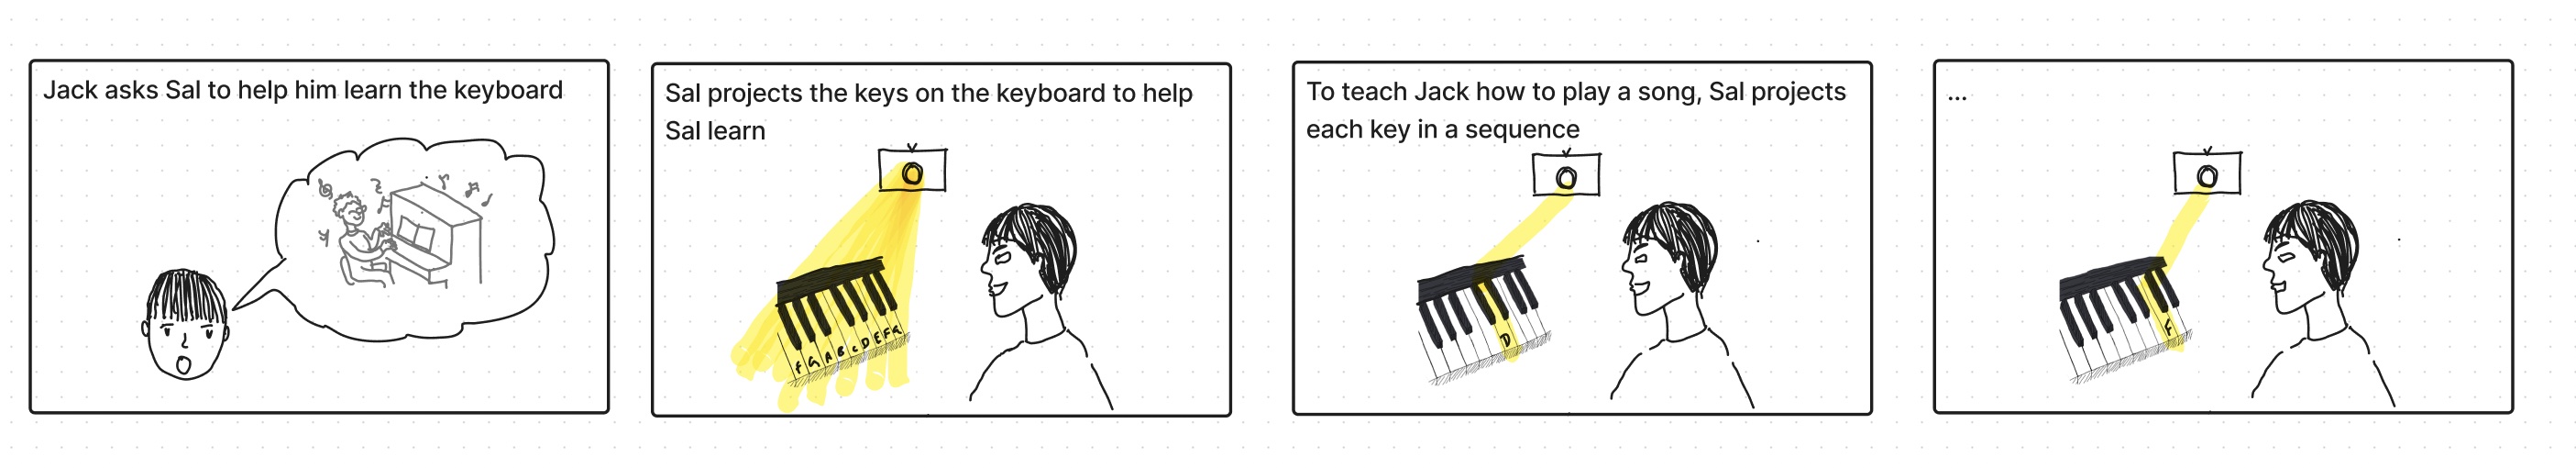 Jack asks Sal to help him learn the keyboard
Sal projects the keys on the keyboard to help
Sal learn
F G A B C D E F G
To teach Jack how to play a song, Sal projects
each key in a sequence
D
...
F